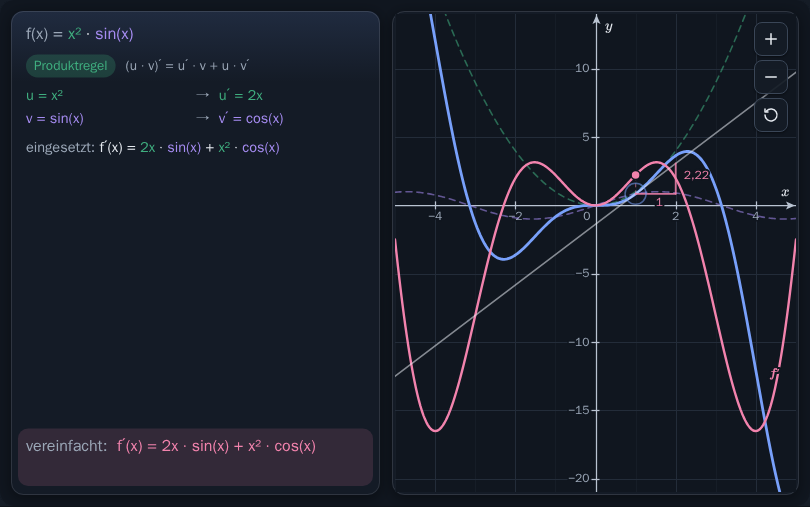 f(x) = x² · sin(x)
Produktregel (u · v)′ = u′ · v + u · v′
u = x² → u′ = 2x
v = sin(x) → v′ = cos(x)
eingesetzt: f′(x) = 2x · sin(x) + x² · cos(x)
vereinfacht: f′(x) = 2x · sin(x) + x² · cos(x)
y
+
−
10
5
2,22
x
−4
−2
0
1
2
4
−5
−10
f′
−15
−20